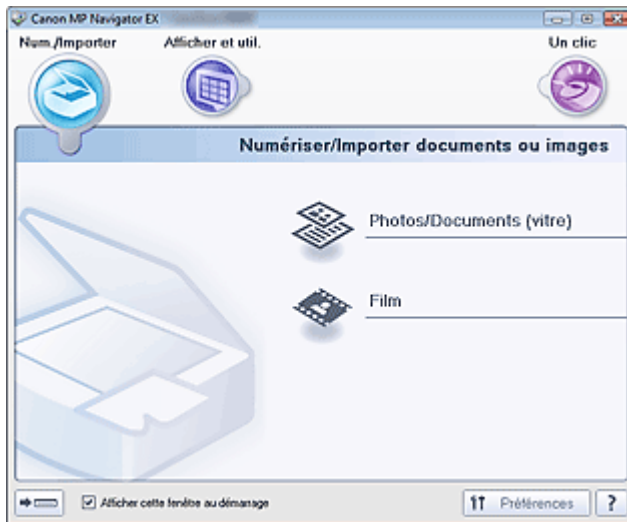 Canon MP Navigator EX
Num./Importer
Afficher et util.
Un clic
Numériser/Importer documents ou images
Photos/Documents (vitre)
Film
Afficher cette fenêtre au démarrage
Préférences
?